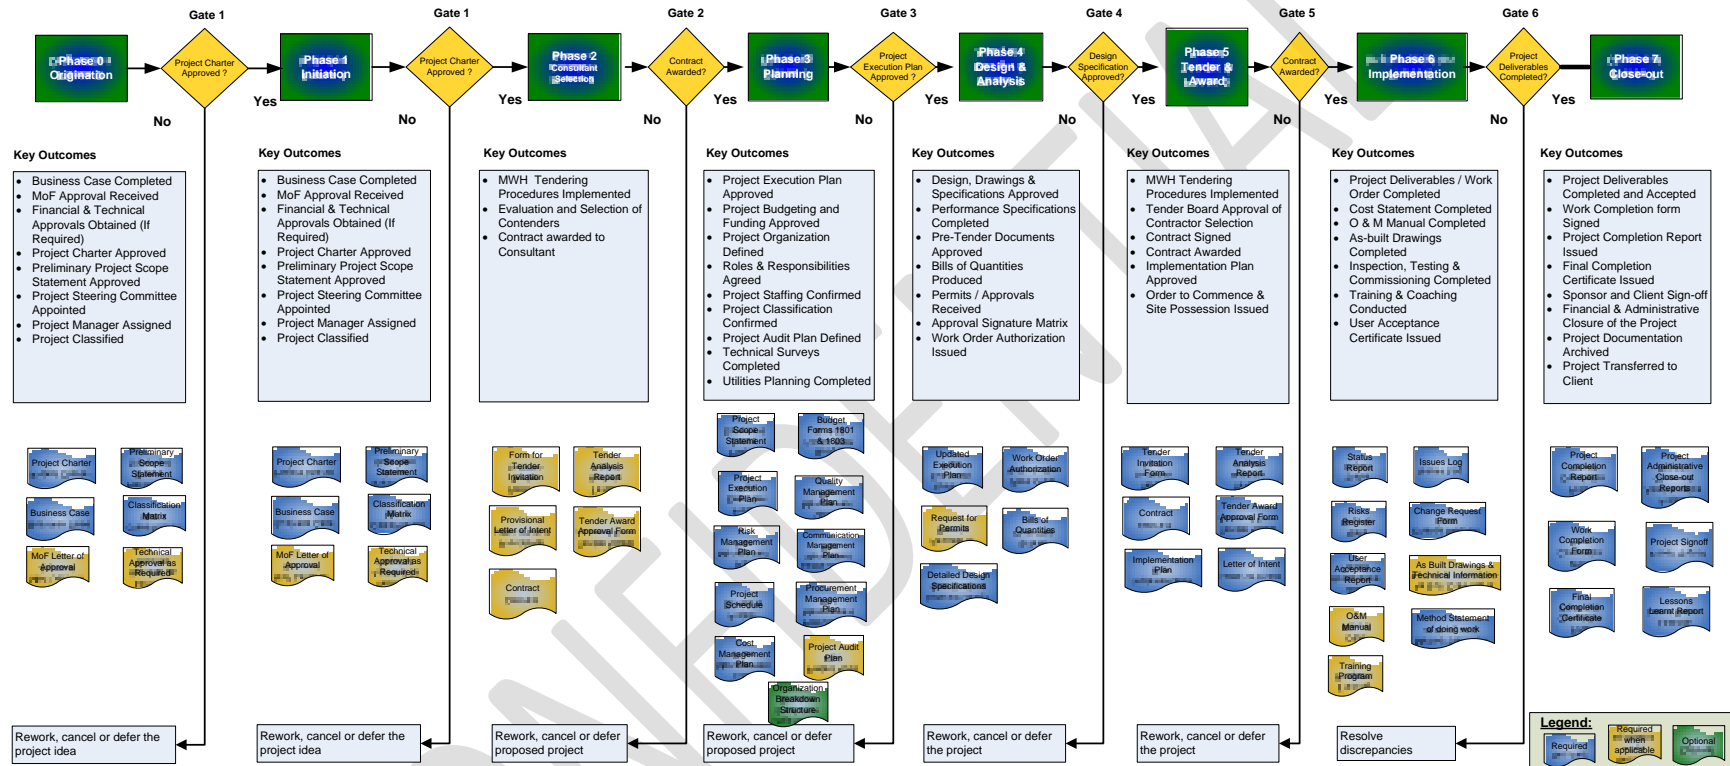 Gate 1
Gate 1
Gate 2
Gate 3
Gate 4
Gate 5
Gate 6
Phase 0
Origination
Project Charter
Approved ?
Phase 1
Initiation
Project Charter
Approved ?
Phase 2
Consultant
Selection
Contract
Awarded?
Phase 3
Planning
Project
Execution Plan
Approved ?
Phase 4
Design &
Analysis
Design
Specification
Approved?
Phase 5
Tender &
Award
Contract
Awarded?
Phase 6
Implementation
Project
Deliverables
Completed?
Phase 7
Close-out
Yes
Yes
Yes
Yes
Yes
Yes
Yes
No
No
No
No
No
No
No
Key Outcomes
• Business Case Completed
• MoF Approval Received
• Financial & Technical
Approvals Obtained (If
Required)
• Project Charter Approved
• Preliminary Project Scope
Statement Approved
• Project Steering Committee
Appointed
• Project Manager Assigned
• Project Classified
Key Outcomes
• Business Case Completed
• MoF Approval Received
• Financial & Technical
Approvals Obtained (If
Required)
• Project Charter Approved
• Preliminary Project Scope
Statement Approved
• Project Steering Committee
Appointed
• Project Manager Assigned
• Project Classified
Key Outcomes
• MWH Tendering
Procedures Implemented
• Evaluation and Selection of
Contenders
• Contract awarded to
Consultant
Key Outcomes
• Project Execution Plan
Approved
• Project Budgeting and
Funding Approved
• Project Organization
Defined
• Roles & Responsibilities
Agreed
• Project Staffing Confirmed
• Project Classification
Confirmed
• Project Audit Plan Defined
• Technical Surveys
Completed
• Utilities Planning Completed
Key Outcomes
• Design, Drawings &
Specifications Approved
• Performance Specifications
Completed
• Pre-Tender Documents
Approved
• Bills of Quantities
Produced
• Permits / Approvals
Received
• Approval Signature Matrix
• Work Order Authorization
Issued
Key Outcomes
• MWH Tendering
Procedures Implemented
• Tender Board Approval of
Contractor Selection
• Contract Signed
• Contract Awarded
• Implementation Plan
Approved
• Order to Commence &
Site Possession Issued
Key Outcomes
• Project Deliverables / Work
Order Completed
• Cost Statement Completed
• O & M Manual Completed
• As-built Drawings
Completed
• Inspection, Testing &
Commissioning Completed
• Training & Coaching
Conducted
• User Acceptance
Certificate Issued
Key Outcomes
• Project Deliverables
Completed and Accepted
• Work Completion form
Signed
• Project Completion Report
Issued
• Final Completion
Certificate Issued
• Sponsor and Client Sign-off
• Financial & Administrative
Closure of the Project
• Project Documentation
Archived
• Project Transferred to
Client
Project Charter
Preliminary
Scope
Statement
Business Case
Classification
Matrix
MoF Letter of
Approval
Technical
Approval as
Required
Project Charter
Preliminary
Scope
Statement
Business Case
Classification
Matrix
MoF Letter of
Approval
Technical
Approval as
Required
Form for
Tender
Invitation
Tender
Analysis
Report
Provisional
Letter of Intent
Tender Award
Approval Form
Contract
Project
Scope
Statement
Budget
Forms 1801
& 1803
Project
Execution
Plan
Quality
Management
Plan
Risk
Management
Plan
Communication
Management
Plan
Project
Schedule
Procurement
Management
Plan
Cost
Management
Plan
Project Audit
Plan
Organization
Breakdown
Structure
Updated
Execution
Plan
Work Order
Authorization
Request for
Permits
Bills of
Quantities
Detailed Design
Specifications
Tender
Invitation
Form
Tender
Analysis
Report
Contract
Tender Award
Approval Form
Implementation
Plan
Letter of Intent
Status
Report
Issues Log
Risks
Register
Change Request
Form
User
Acceptance
Report
As Built Drawings &
Technical Information
O&M
Manual
Method Statement
of doing work
Training
Program
Project
Completion
Report
Project
Administrative
Close-out
Reports
Work
Completion
Form
Project Signoff
Final
Completion
Certificate
Lessons
Learnt Report
Rework, cancel or defer the
project idea
Rework, cancel or defer the
project idea
Rework, cancel or defer
proposed project
Rework, cancel or defer
proposed project
Rework, cancel or defer
the project
Rework, cancel or defer
the project
Resolve
discrepancies
Legend:
Required
Required
when
applicable
Optional
CONFIDENTIAL